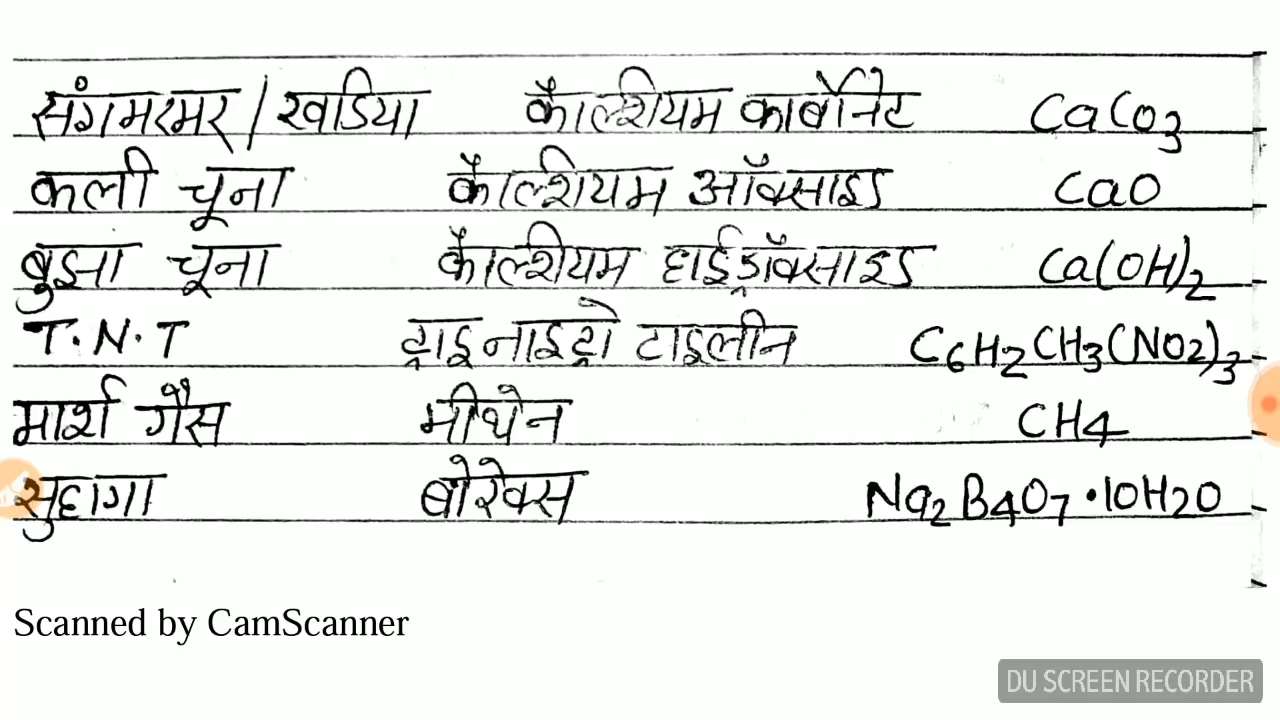 संगमरमर / खडिया कैल्शियम कार्बोनेट CaCO3
कली चूना कैल्शियम ऑक्साइड CaO
बुझा चूना कैल्शियम हाईड्रॉक्साइड Ca(OH)2
T.N.T ट्राइनाइट्रो टाइलीन C6H2CH3(NO2)3
मार्श गैस मीथेन CH4
सुहागा बोरेक्स Na2B4O7•10H2O
Scanned by CamScanner
DU SCREEN RECORDER